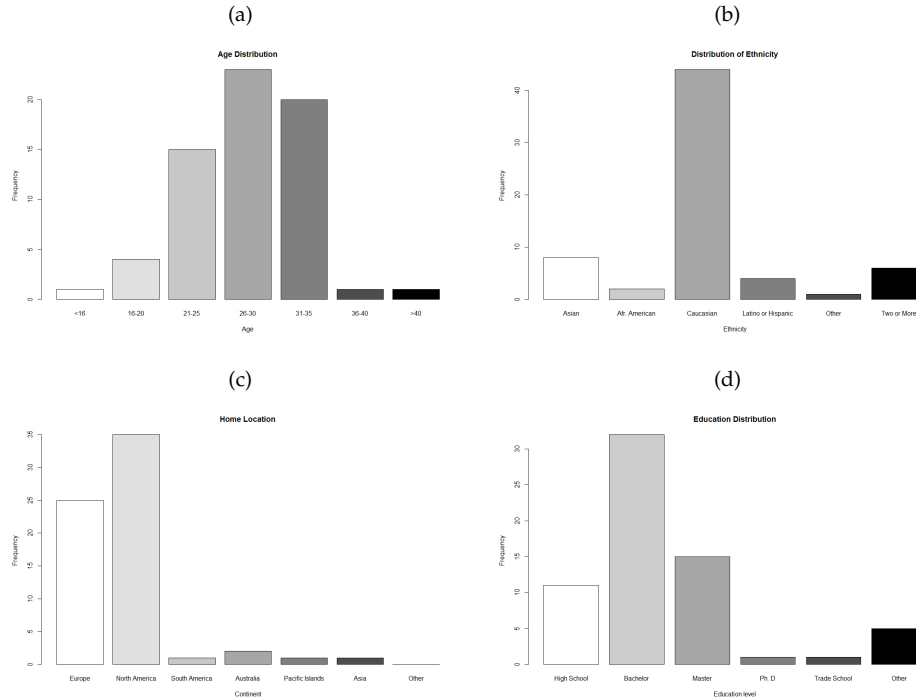 (a)
Age Distribution
Frequency
20
15
10
5
0
<16 16-20 21-25 26-30 31-35 36-40 >40
Age
(b)
Distribution of Ethnicity
Frequency
40
30
20
10
0
Asian Afr. American Caucasian Latino or Hispanic Other Two or More
Ethnicity
(c)
Home Location
Frequency
35
30
25
20
15
10
5
0
Europe North America South America Australia Pacific Islands Asia Other
Continent
(d)
Education Distribution
Frequency
30
25
20
15
10
5
0
High School Bachelor Master Ph. D Trade School Other
Education level